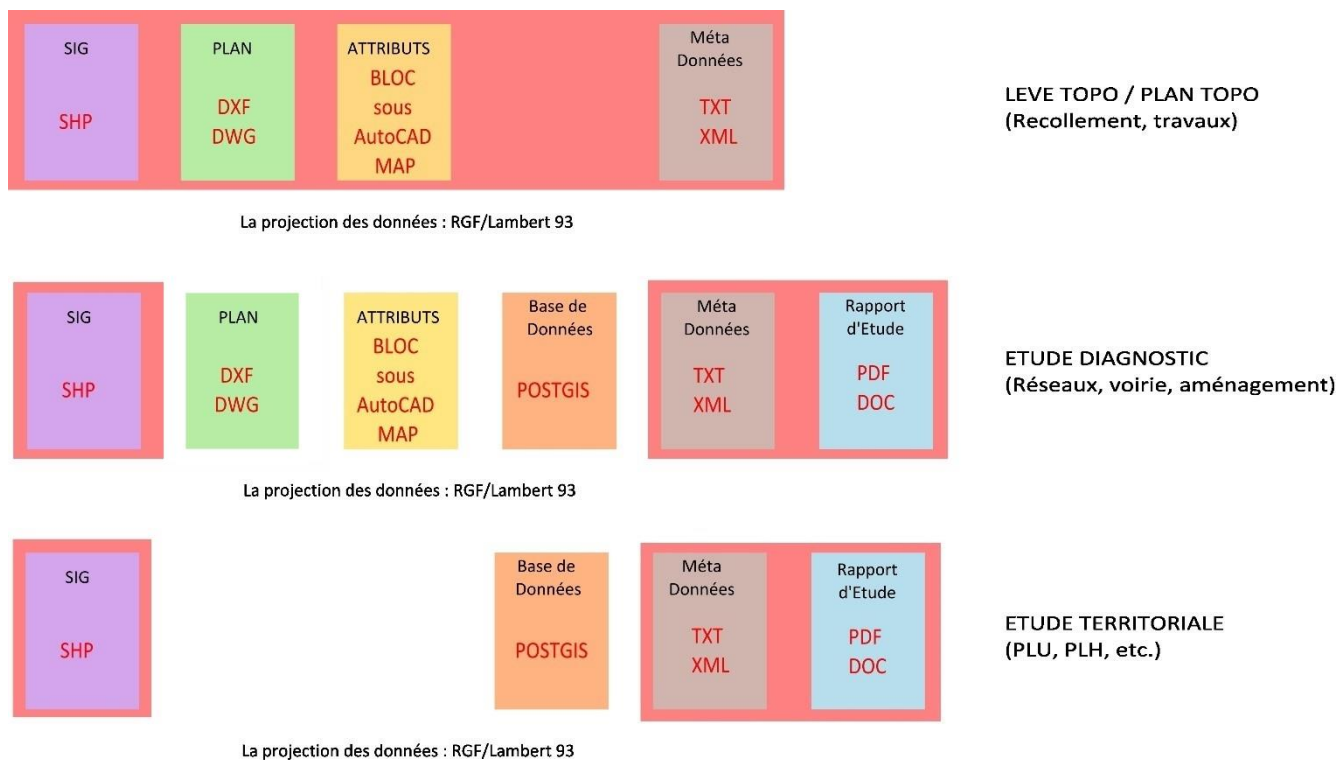 SIG
SHP
PLAN
DXF
DWG
ATTRIBUTS
BLOC
sous
AutoCAD
MAP
Méta
Données
TXT
XML
LEVE TOPO / PLAN TOPO
(Recollement, travaux)
La projection des données : RGF/Lambert 93
SIG
SHP
PLAN
DXF
DWG
ATTRIBUTS
BLOC
sous
AutoCAD
MAP
Base de
Données
POSTGIS
Méta
Données
TXT
XML
Rapport
d'Etude
PDF
DOC
ETUDE DIAGNOSTIC
(Réseaux, voirie, aménagement)
La projection des données : RGF/Lambert 93
SIG
SHP
Base de
Données
POSTGIS
Méta
Données
TXT
XML
Rapport
d'Etude
PDF
DOC
ETUDE TERRITORIALE
(PLU, PLH, etc.)
La projection des données : RGF/Lambert 93